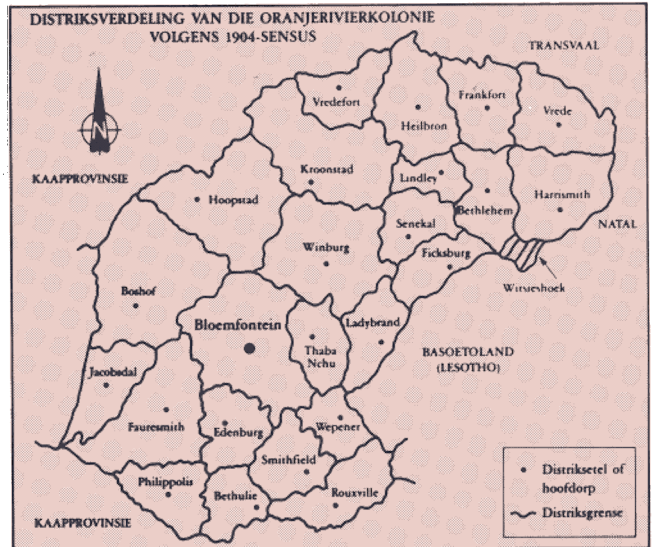 DISTRIKSVERDELING VAN DIE ORANJERIVIERKOLONIE
VOLGENS 1904-SENSUS
TRANSVAAL
N
Vredefort
Frankfort
Heilbron
Vrede
KAAPPROVINSIE
Kroonstad
Lindley
Hoopstad
Bethlehem
Harrismith
Senekal
NATAL
Winburg
Ficksburg
Witsieshoek
Boshof
Bloemfontein
Ladybrand
Thaba
Nchu
BASOETOLAND
(LESOTHO)
Jacobsdal
Fauresmith
Edenburg
Wepener
Smithfield
Philippolis
Bethulie
Rouxville
KAAPPROVINSIE
Distriksetel of
hoofdorp
Distriksgrense